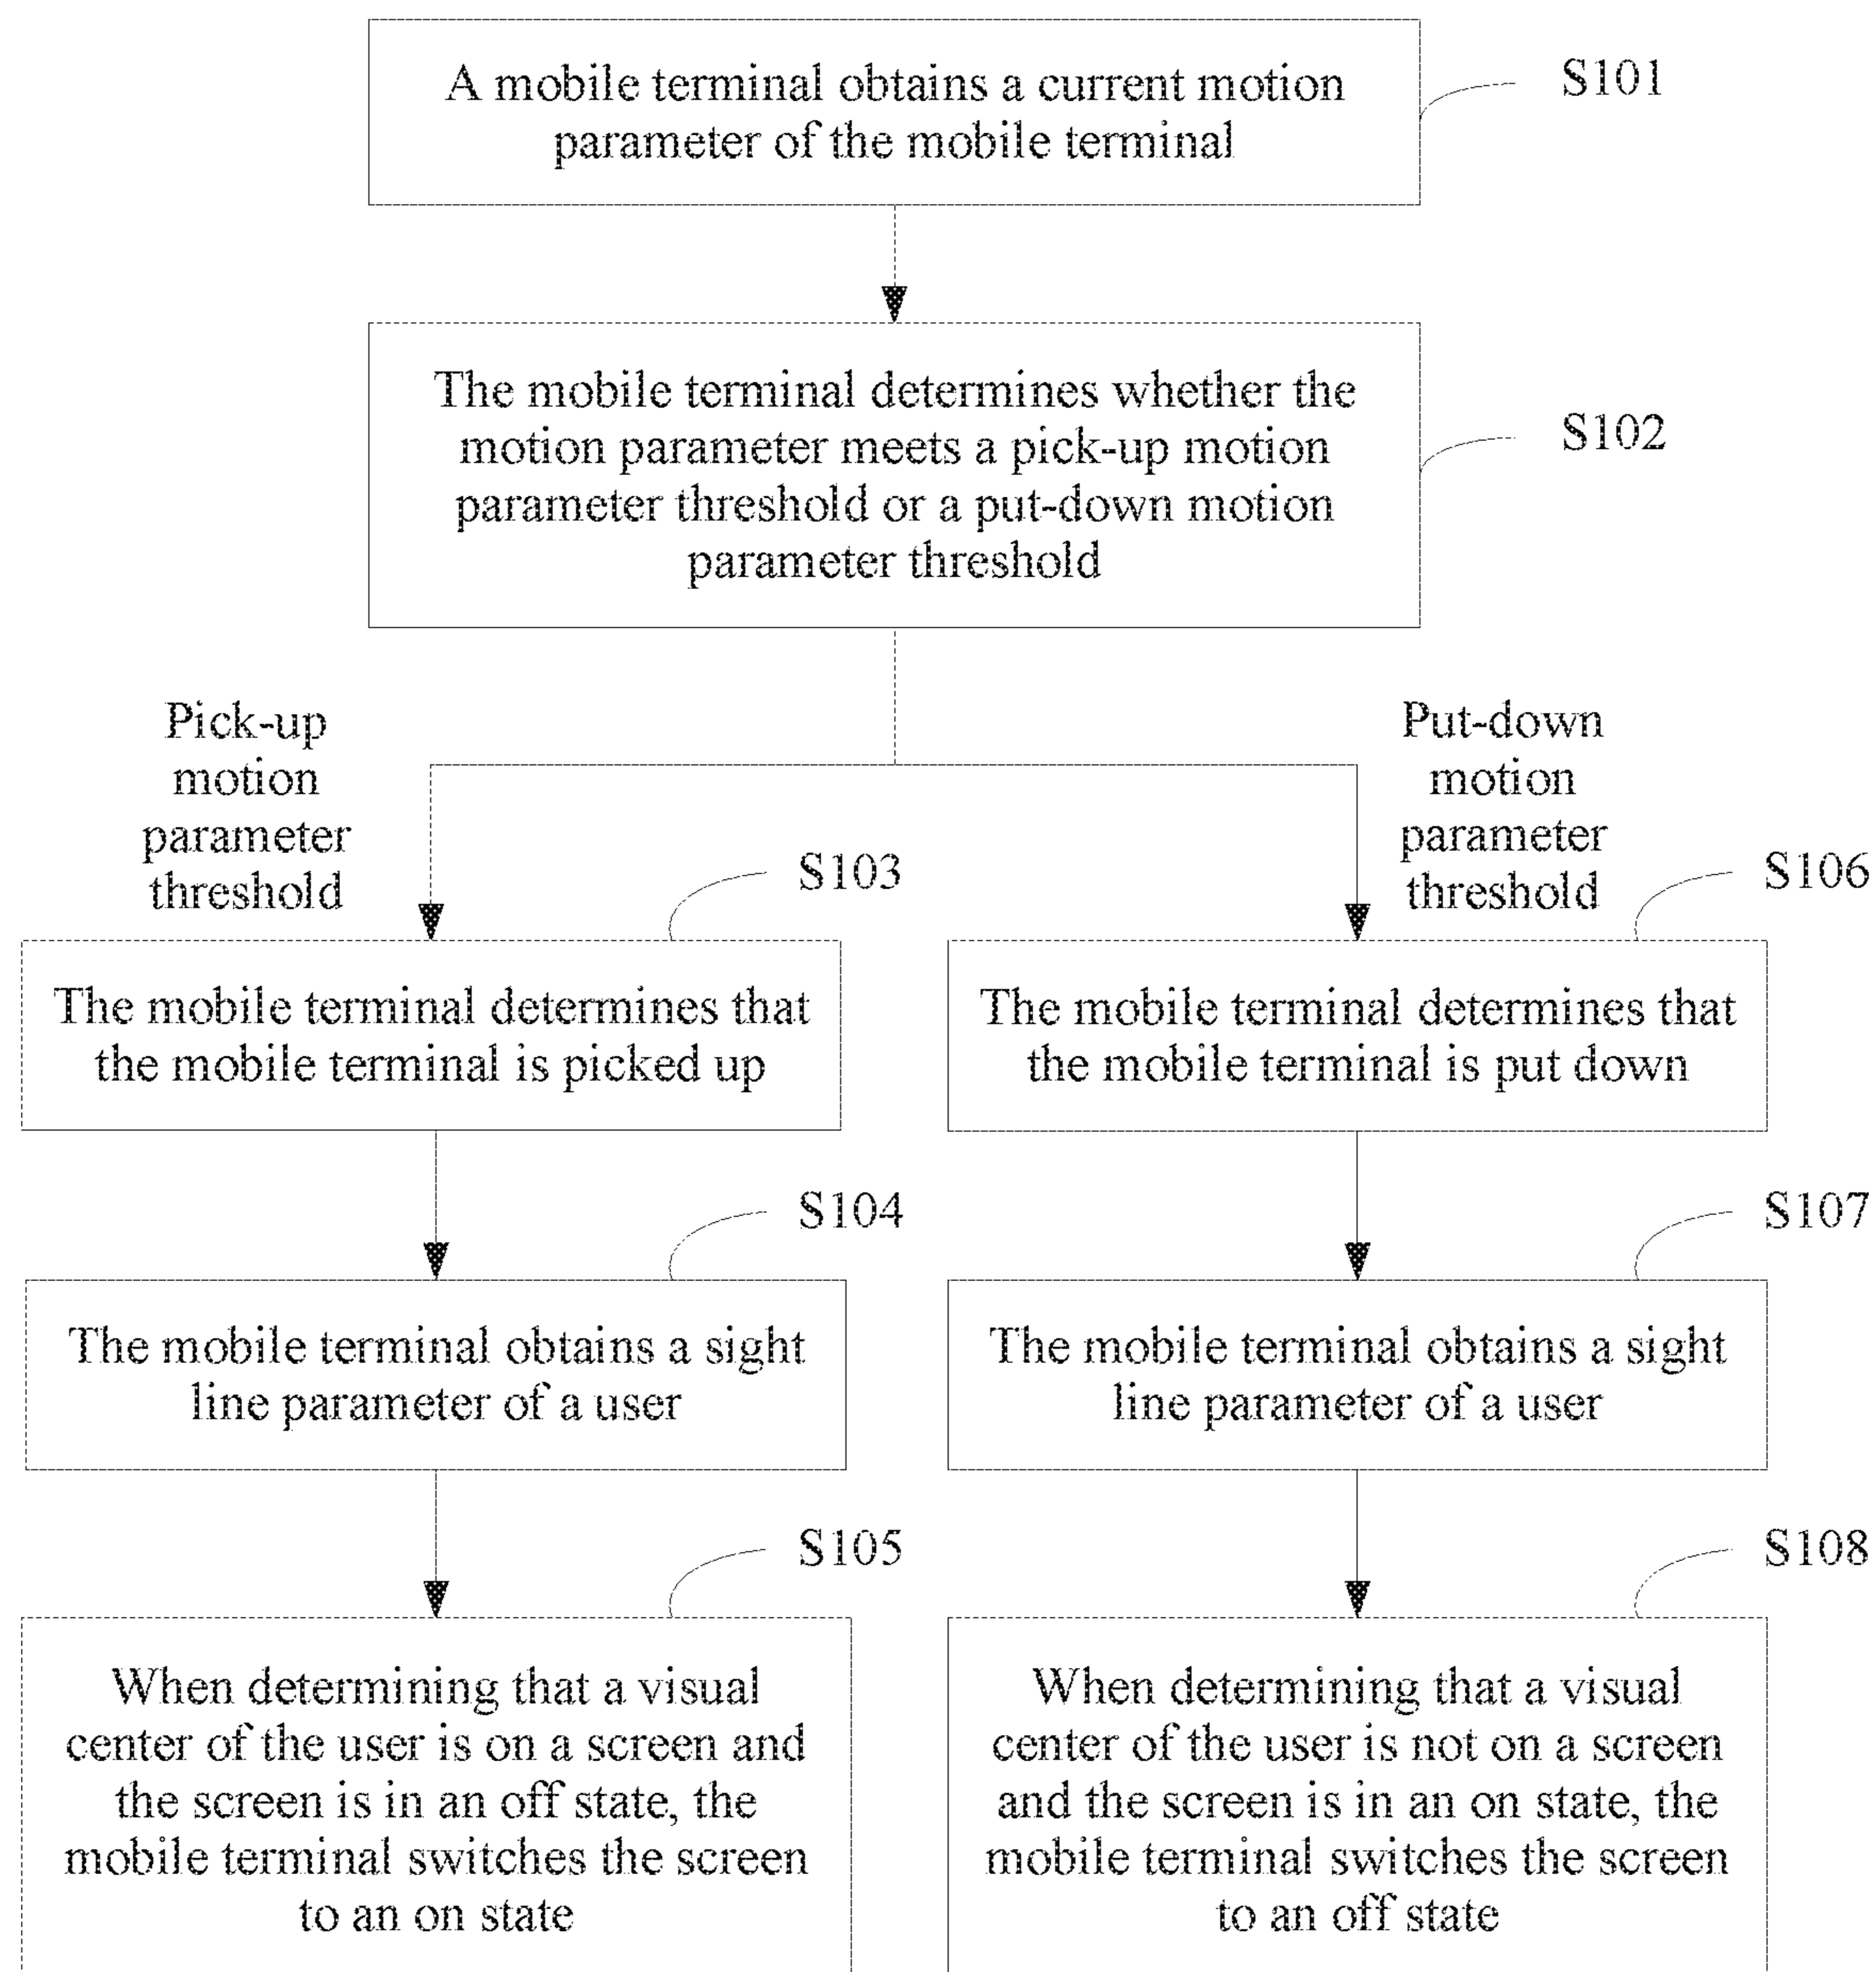 A mobile terminal obtains a current motion
parameter of the mobile terminal
S101
The mobile terminal determines whether the
motion parameter meets a pick-up motion
parameter threshold or a put-down motion
parameter threshold
S102
Pick-up
motion
parameter
threshold
Put-down
motion
parameter
threshold
S103
The mobile terminal determines that
the mobile terminal is picked up
S106
The mobile terminal determines that
the mobile terminal is put down
S104
The mobile terminal obtains a sight
line parameter of a user
S107
The mobile terminal obtains a sight
line parameter of a user
S105
When determining that a visual
center of the user is on a screen and
the screen is in an off state, the
mobile terminal switches the screen
to an on state
S108
When determining that a visual
center of the user is not on a screen
and the screen is in an on state, the
mobile terminal switches the screen
to an off state